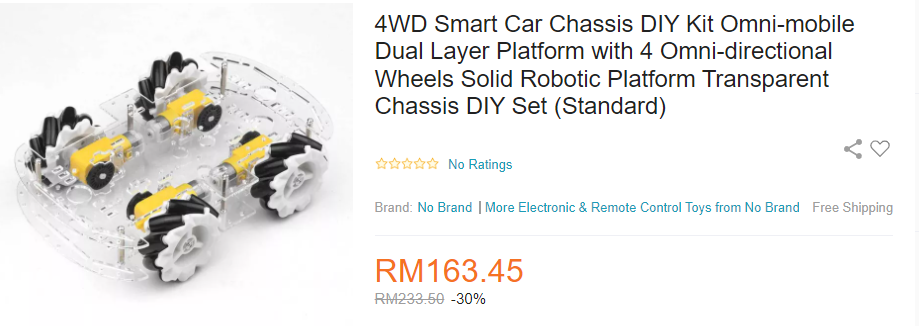 4WD Smart Car Chassis DIY Kit Omni-mobile
Dual Layer Platform with 4 Omni-directional
Wheels Solid Robotic Platform Transparent
Chassis DIY Set (Standard)
No Ratings
Brand: No Brand | More Electronic & Remote Control Toys from No Brand Free Shipping
RM163.45
RM233.50 -30%